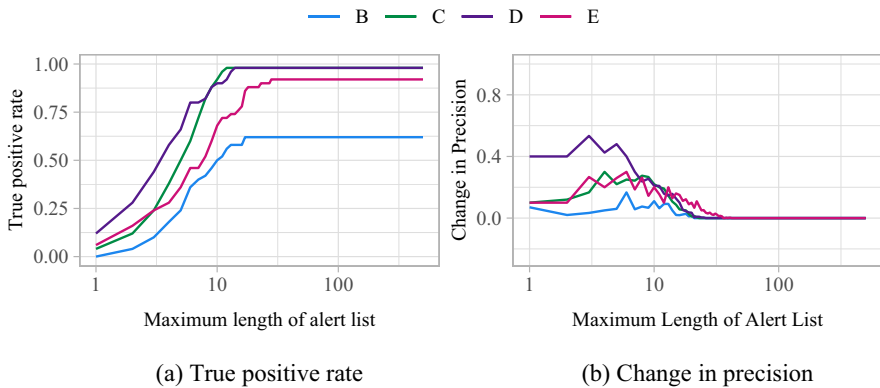 B C D E
1.00
0.75
0.50
0.25
0.00
True positive rate
1 10 100
Maximum length of alert list
(a) True positive rate
0.8
0.4
0.0
Change in Precision
1 10 100
Maximum Length of Alert List
(b) Change in precision